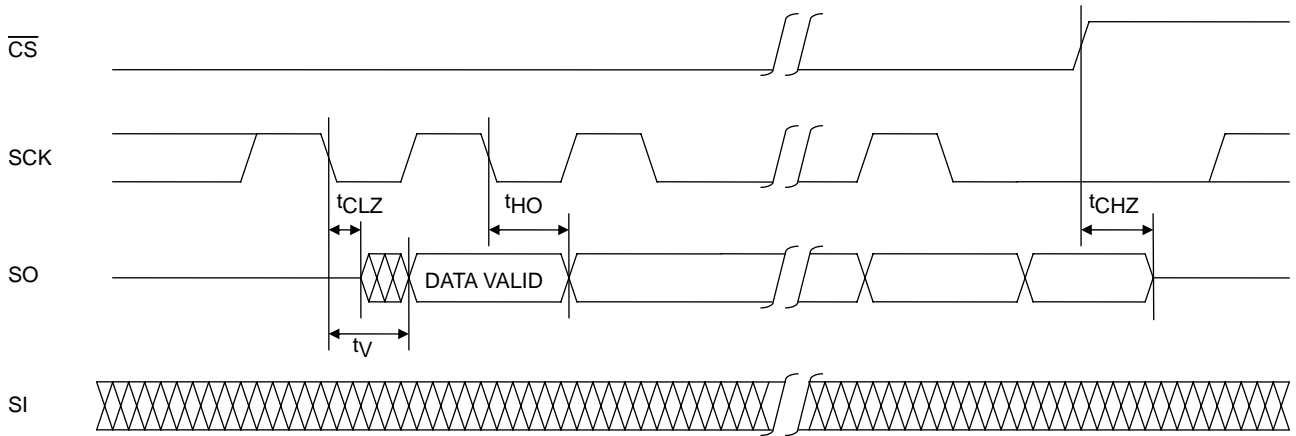 CS
SCK
tCLZ
tHO
tCHZ
SO
DATA VALID
tV
SI